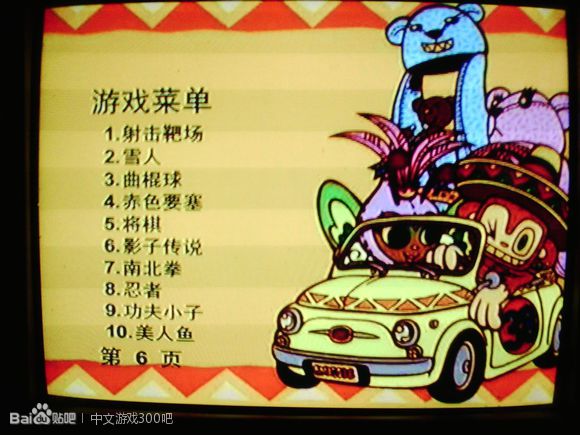 游戏菜单
1.射击靶场
2.雪人
3.曲棍球
4.赤色要塞
5.将棋
6.影子传说
7.南北拳
8.忍者
9.功夫小子
10.美人鱼
第 6 页
Bai贴吧 | 中文游戏300吧